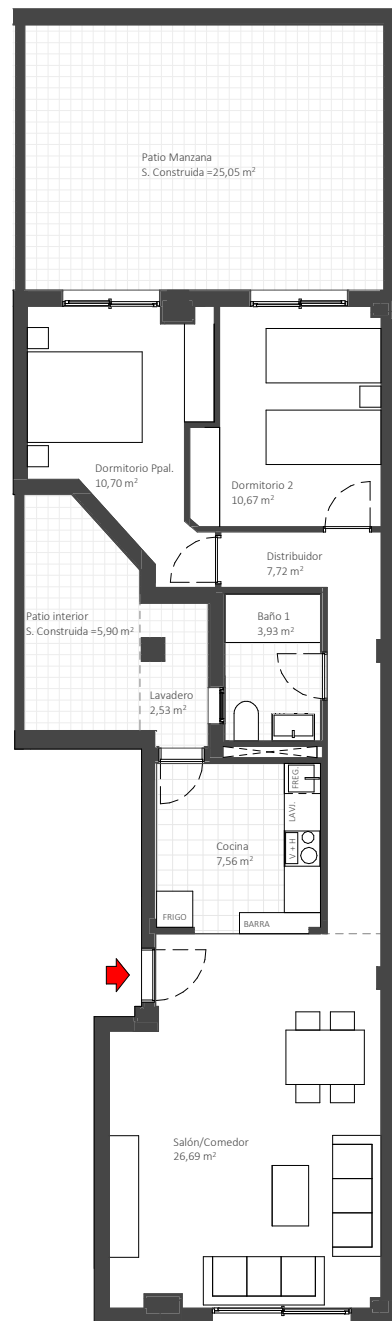 Patio Manzana
S. Construida =25,05 m²
Dormitorio Ppal.
10,70 m²
Dormitorio 2
10,67 m²
Distribuidor
7,72 m²
Patio interior
S. Construida =5,90 m²
Baño 1
3,93 m²
Lavadero
2,53 m²
FREG.
LAVI.
V + H
Cocina
7,56 m²
FRIGO
BARRA
Salón/Comedor
26,69 m²